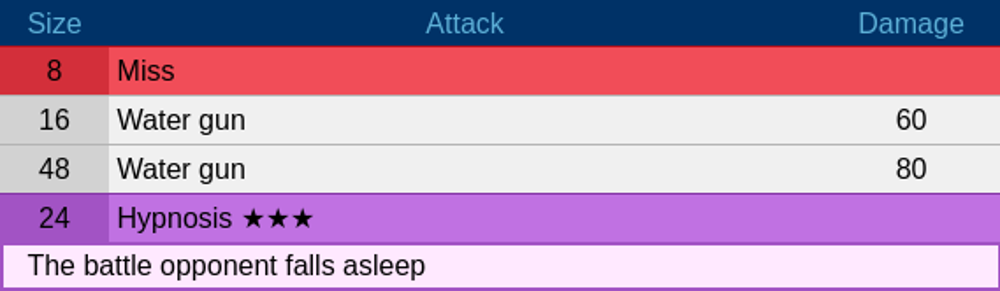 Size Attack Damage
8 Miss
16 Water gun 60
48 Water gun 80
24 Hypnosis ★★★
The battle opponent falls asleep